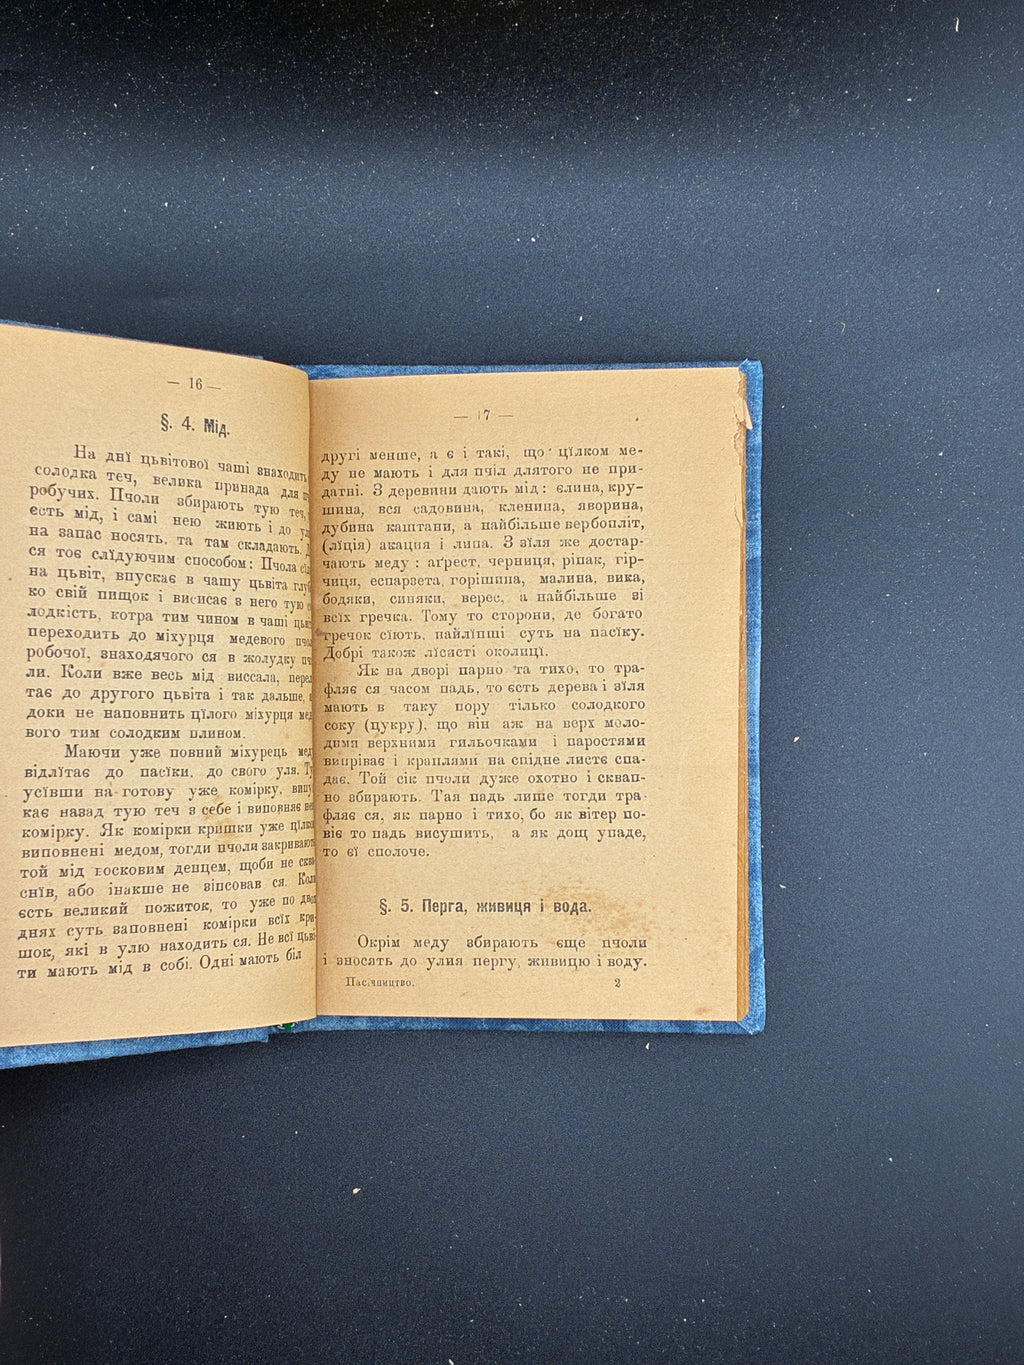 — 16 —
§. 4. Мід.
На днї цьвітової чаші знаходить
солодка теч, велика принада для
робучих. Пчоли збирають тую теч,
єсть мід, і самі нею жиють і до
на запас носять, та там складають.
ся тоє слїдуючим способом: Пчола
на цьвіт, впускає в чашу цьвіта
ко свій пищок і висисає з него тую
лодкість, котра тим чином в чаші
переходить до міхурця медевого
робочої, знаходячого ся в жолудку
ли. Коли вже весь мід виссала,
тає до другого цьвіта і так дальше,
доки не наповнить цїлого міхурця
вого тим солодким плином.
Маючи уже повний міхурець
відлїтає до пасїки, до свого уля.
усївши на готову уже комірку,
кає назад тую теч з себе і виповняє
комірку. Як комірки кришки уже
виповнені медом, тогди пчоли закривають
той мід восковим денцем, щоби не
снїв, або інакше не зіпсовав ся.
єсть великий пожиток, то уже по
днях суть заповнені комірки всїх кри-
шок, які в улю находить ся. Не всї
ти мають мід в собі. Одні мають біл
— 17 —
другі менше, а є і такі, що цїлком ме-
ду не мають і для пчіл длятого не при-
датні. З деревини дають мід: єлина, кру-
шина, вся садовина, кленина, яворина,
дубина каштани, а найбільше вербопліт,
(лїція) акация і липа. З зїля же достар-
чають меду: аґрест, черниця, ріпак, гір-
чиця, еспарзета, горішина, малина, вика,
бодяки, синяки, верес, а найбільше зі
всїх гречка. Тому то сторони, де богато
гречок сїють, найлїпші суть на пасїку.
Добрі також лїсисті околицї.
Як на дворі парно та тихо, то тра-
фляє ся часом падь, то єсть дерева і зїля
мають в таку пору тілько солодкого
соку (цукру), що він аж на верх моло-
дими верхними гильочками і паростями
випріває і краплями на спідне листє спа-
дає. Той сік пчоли дуже охотно і сквап-
но збирають. Тая падь лише тогди тра-
фляє ся, як парно і тихо, бо як вітер по-
віє то падь висушить, а як дощ упаде,
то єї сполоче.
§. 5. Перга, живиця і вода.
Окрім меду збирають єще пчоли
і зносять до улия пергу, живицю і воду.
Пасїчництво. 2